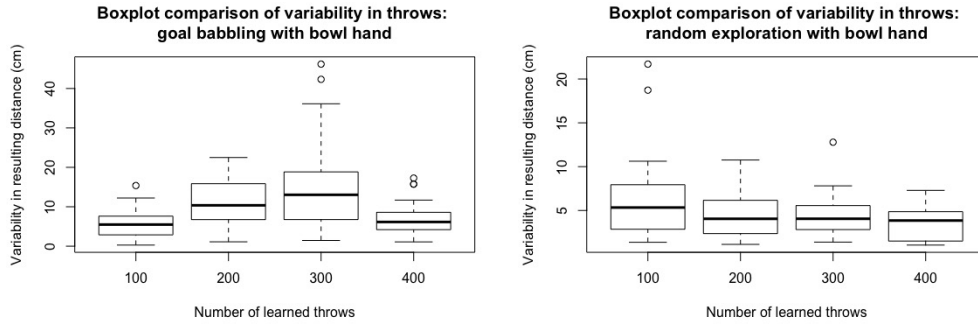 Boxplot comparison of variability in throws:
goal babbling with bowl hand
Variability in resulting distance (cm)
40
30
20
10
0
100 200 300 400
Number of learned throws
Boxplot comparison of variability in throws:
random exploration with bowl hand
Variability in resulting distance (cm)
20
15
10
5
100 200 300 400
Number of learned throws